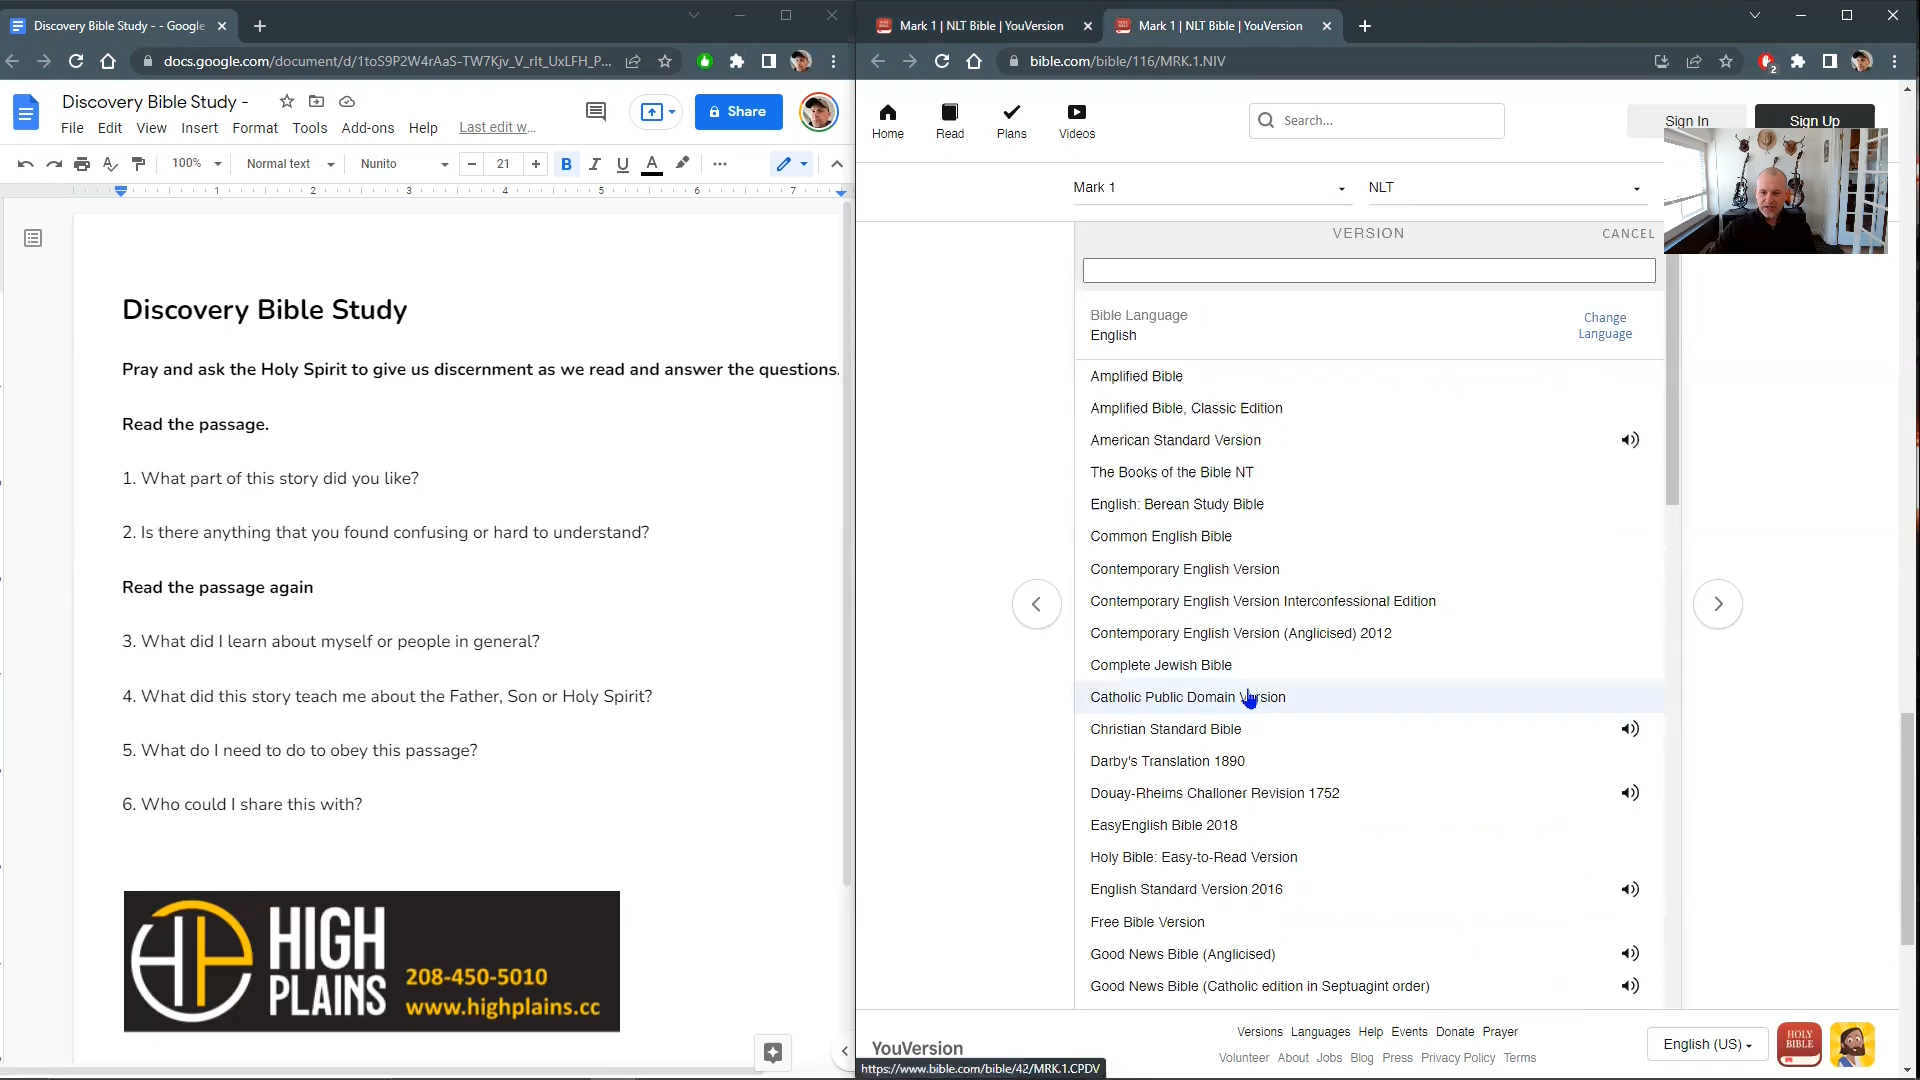 Discovery Bible Study - - Google
docs.google.com/document/d/1toS9P2W4rAaS-TW7Kjv_V_rIt_UxLFH_P...
Discovery Bible Study -
File Edit View Insert Format Tools Add-ons Help Last edit w...
Share
100% Normal text Nunito 21 B I U A
1 2 3 4 5 6 7
Discovery Bible Study
Pray and ask the Holy Spirit to give us discernment as we read and answer the questions.
Read the passage.
1. What part of this story did you like?
2. Is there anything that you found confusing or hard to understand?
Read the passage again
3. What did I learn about myself or people in general?
4. What did this story teach me about the Father, Son or Holy Spirit?
5. What do I need to do to obey this passage?
6. Who could I share this with?
HIGH
PLAINS
208-450-5010
www.highplains.cc
Mark 1 | NLT Bible | YouVersion
Mark 1 | NLT Bible | YouVersion
bible.com/bible/116/MRK.1.NIV
2
Home Read Plans Videos
Search...
Sign In Sign Up
Mark 1 NLT
VERSION CANCEL
Bible Language
English
Change
Language
Amplified Bible
Amplified Bible, Classic Edition
American Standard Version
The Books of the Bible NT
English: Berean Study Bible
Common English Bible
Contemporary English Version
Contemporary English Version Interconfessional Edition
Contemporary English Version (Anglicised) 2012
Complete Jewish Bible
Catholic Public Domain Version
Christian Standard Bible
Darby's Translation 1890
Douay-Rheims Challoner Revision 1752
EasyEnglish Bible 2018
Holy Bible: Easy-to-Read Version
English Standard Version 2016
Free Bible Version
Good News Bible (Anglicised)
Good News Bible (Catholic edition in Septuagint order)
YouVersion
Versions Languages Help Events Donate Prayer
Volunteer About Jobs Blog Press Privacy Policy Terms
English (US)
HOLY
BIBLE
https://www.bible.com/bible/42/MRK.1.CPDV